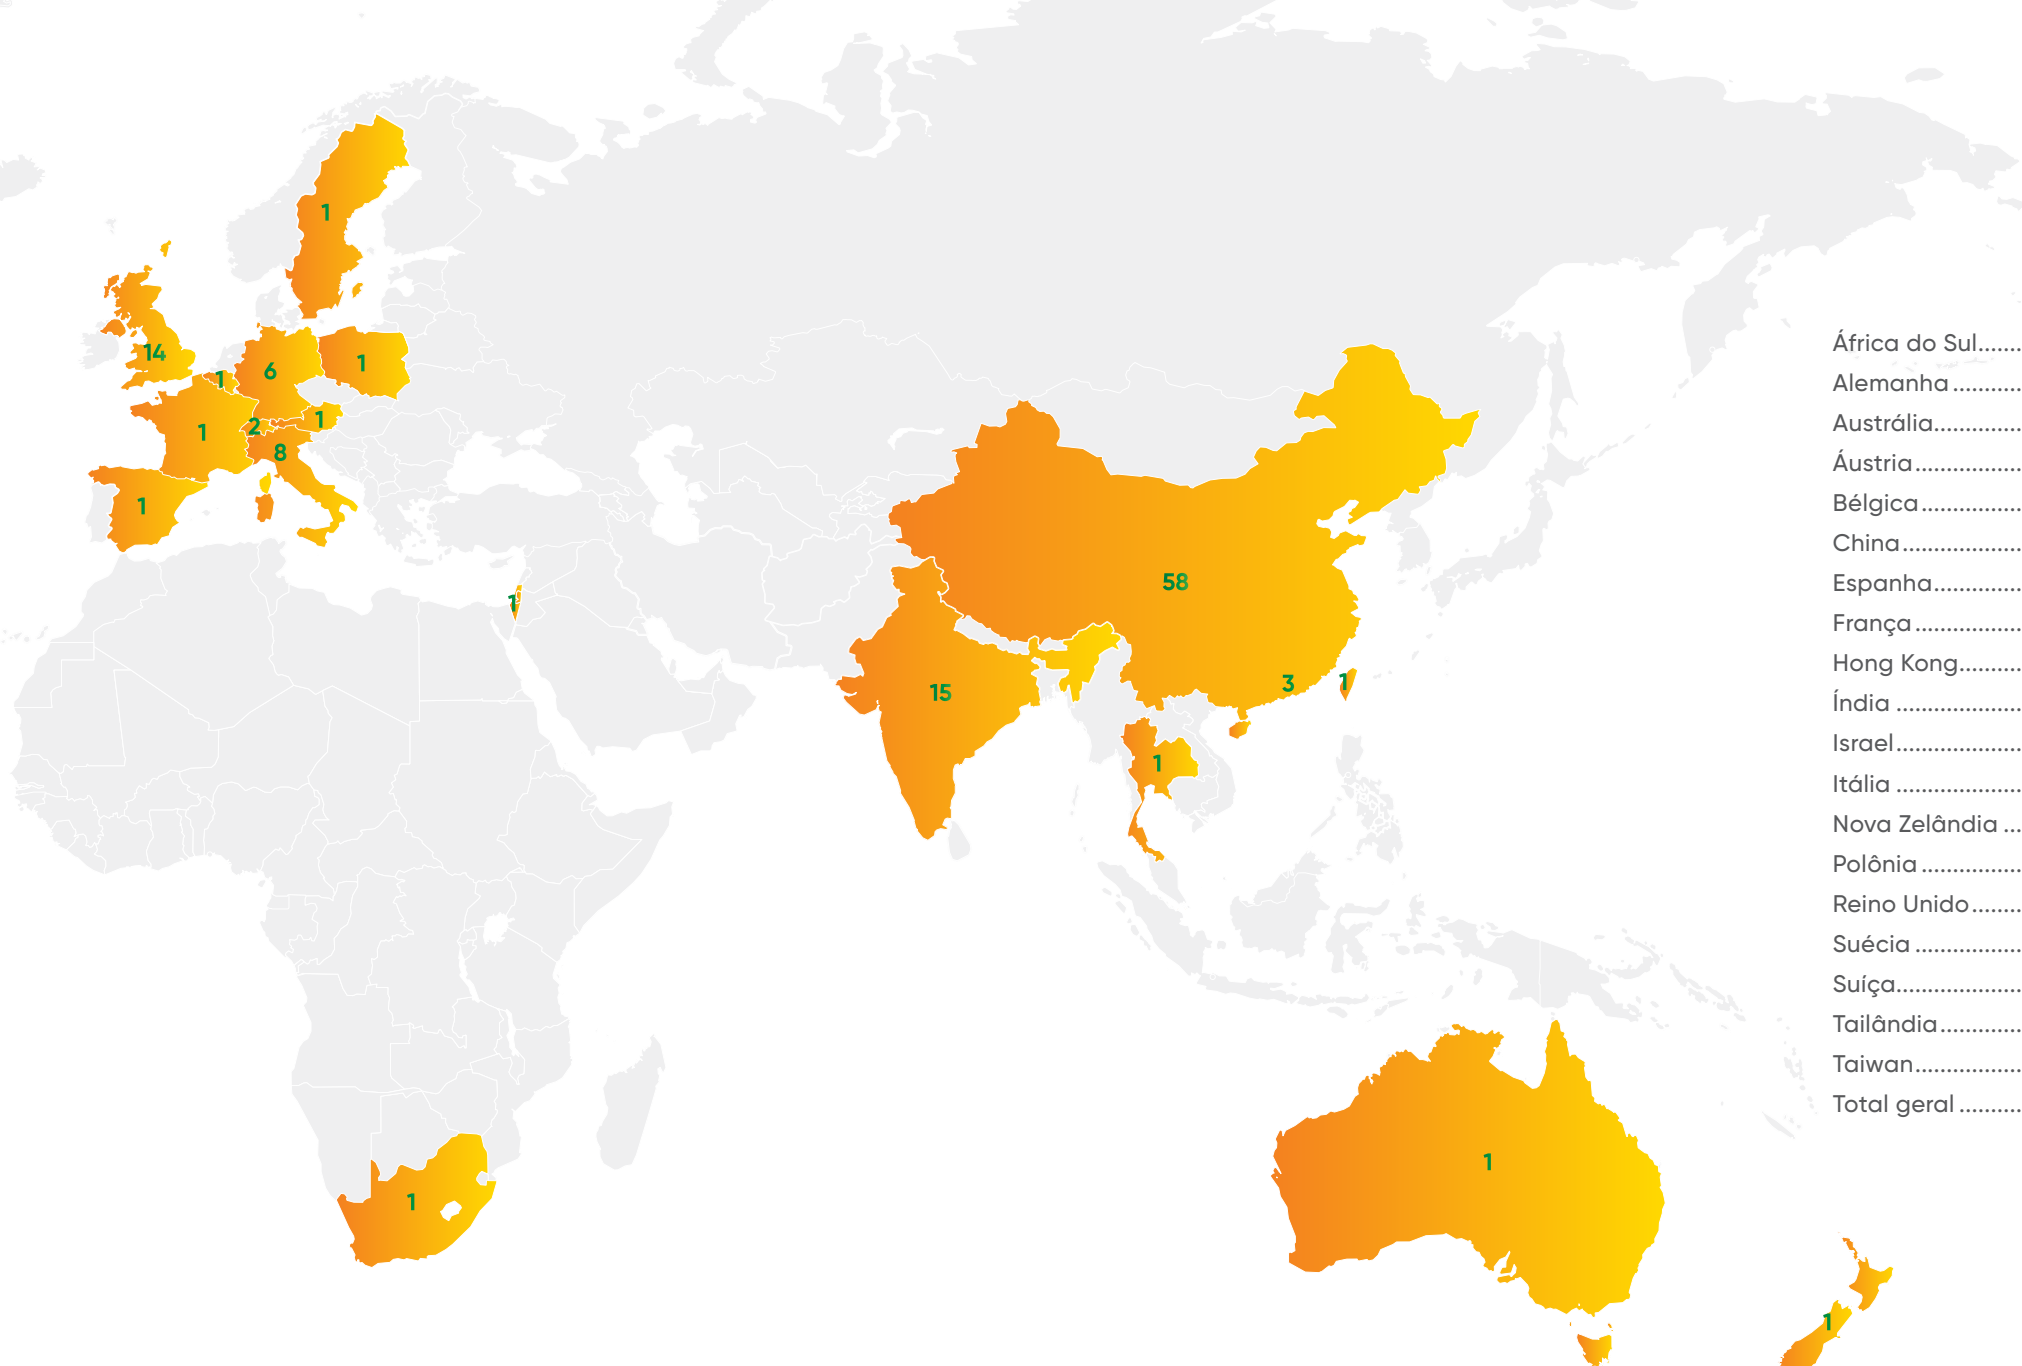 1
14
1
6
1
1
2
1
8
1
1
58
15
3
1
1
1
1
1
África do Sul.......
Alemanha...........
Austrália..............
Áustria.................
Bélgica................
China...................
Espanha..............
França.................
Hong Kong..........
Índia ....................
Israel....................
Itália ....................
Nova Zelândia ...
Polônia ................
Reino Unido........
Suécia .................
Suíça....................
Tailândia.............
Taiwan.................
Total geral ..........